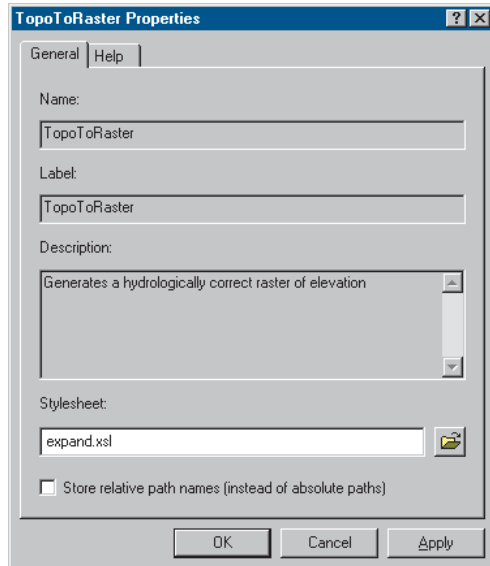 TopoToRaster Properties
General Help
Name:
TopoToRaster
Label:
TopoToRaster
Description:
Generates a hydrologically correct raster of elevation
Stylesheet:
expand.xsl
Store relative path names (instead of absolute paths)
OK Cancel Apply